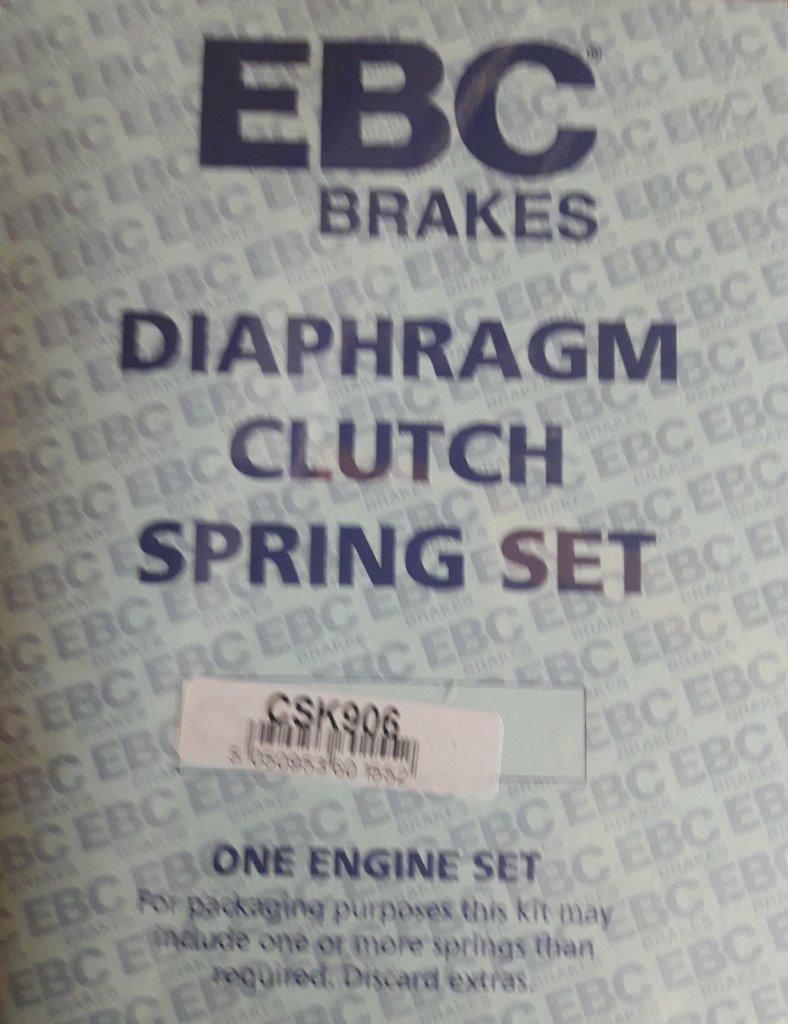 EBC®
BRAKES
DIAPHRAGM
CLUTCH
SPRING SET
CSK906
ONE ENGINE SET
For packaging purposes this kit may
include one or more springs than
required. Discard extras.